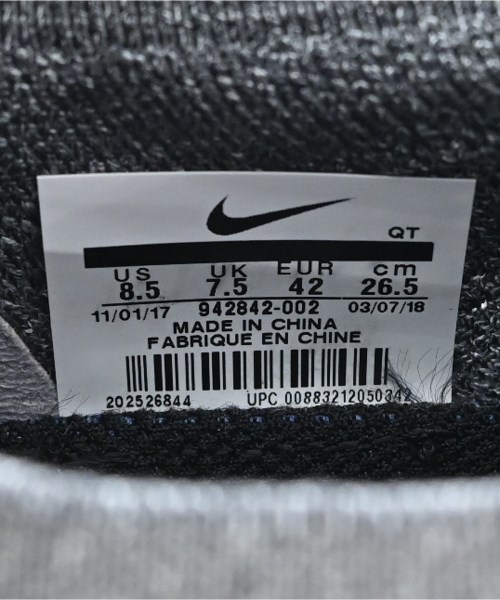 QT
US UK EUR cm
8.5 7.5 42 26.5
11/01/17 942842-002 03/07/18
MADE IN CHINA
FABRIQUE EN CHINE
202526844 UPC 00883212050342